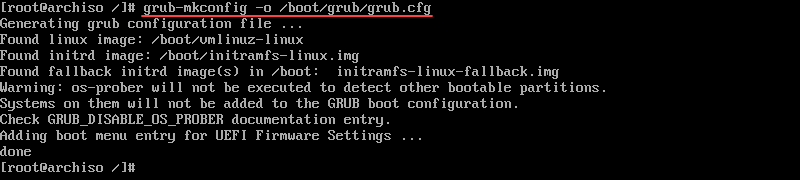 [root@archiso /]# grub-mkconfig -o /boot/grub/grub.cfg
Generating grub configuration file ...
Found linux image: /boot/vmlinuz-linux
Found initrd image: /boot/initramfs-linux.img
Found fallback initrd image(s) in /boot:  initramfs-linux-fallback.img
Warning: os-prober will not be executed to detect other bootable partitions.
Systems on them will not be added to the GRUB boot configuration.
Check GRUB_DISABLE_OS_PROBER documentation entry.
Adding boot menu entry for UEFI Firmware Settings ...
done
[root@archiso /]#